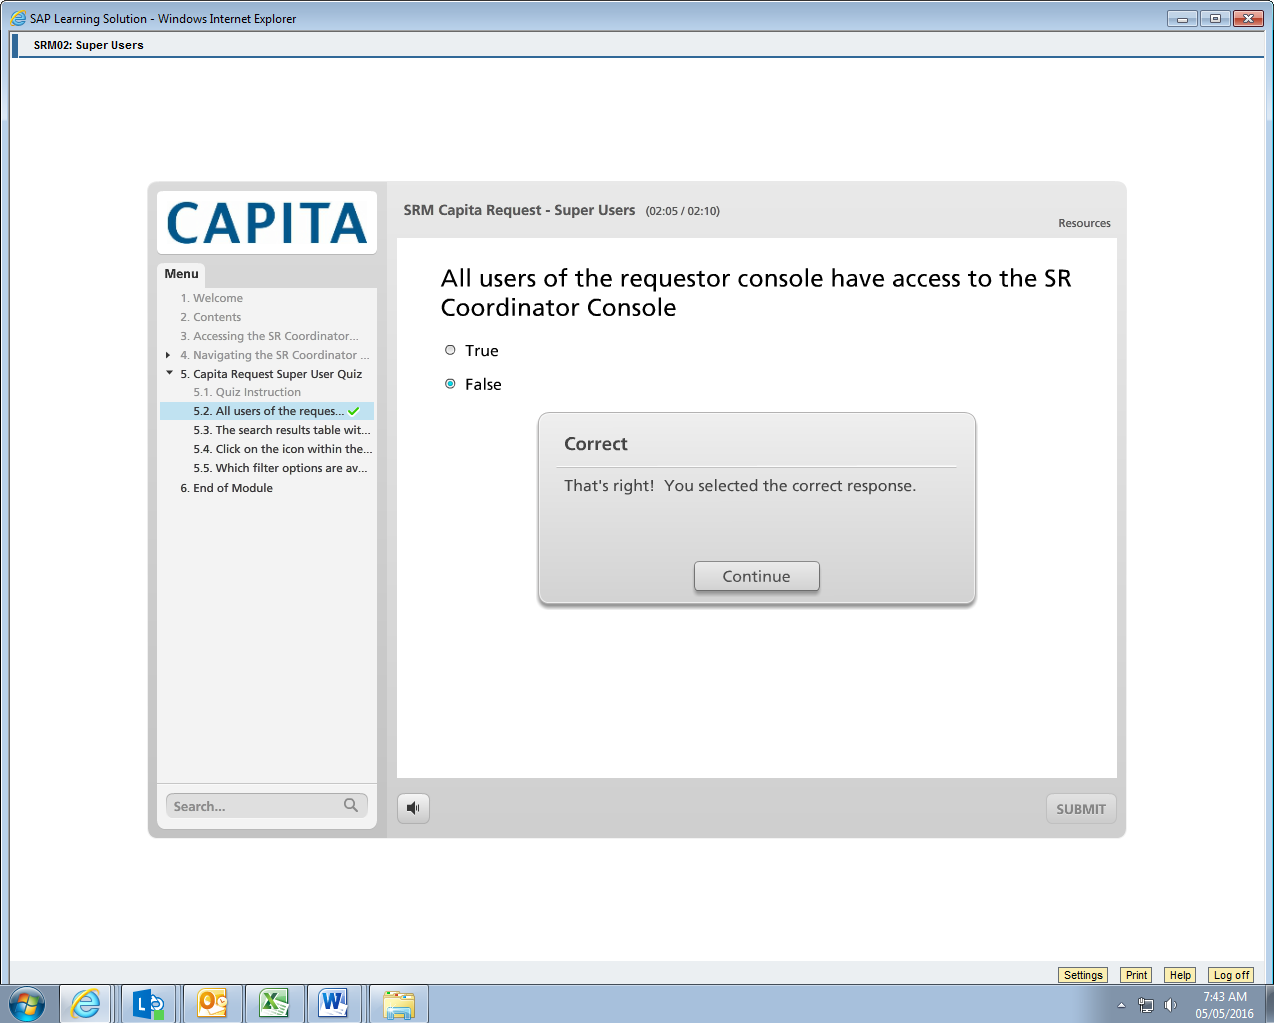 SAP Learning Solution - Windows Internet Explorer
SRM02: Super Users
CAPITA
SRM Capita Request - Super Users (02:05 / 02:10)
Resources
Menu
1. Welcome
2. Contents
3. Accessing the SR Coordinator...
4. Navigating the SR Coordinator ...
5. Capita Request Super User Quiz
5.1. Quiz Instruction
5.2. All users of the reques...
5.3. The search results table wit...
5.4. Click on the icon within the...
5.5. Which filter options are av...
6. End of Module
Search...
All users of the requestor console have access to the SR
Coordinator Console
True
False
Correct
That's right!  You selected the correct response.
Continue
SUBMIT
Settings Print Help Log off
7:43 AM
05/05/2016